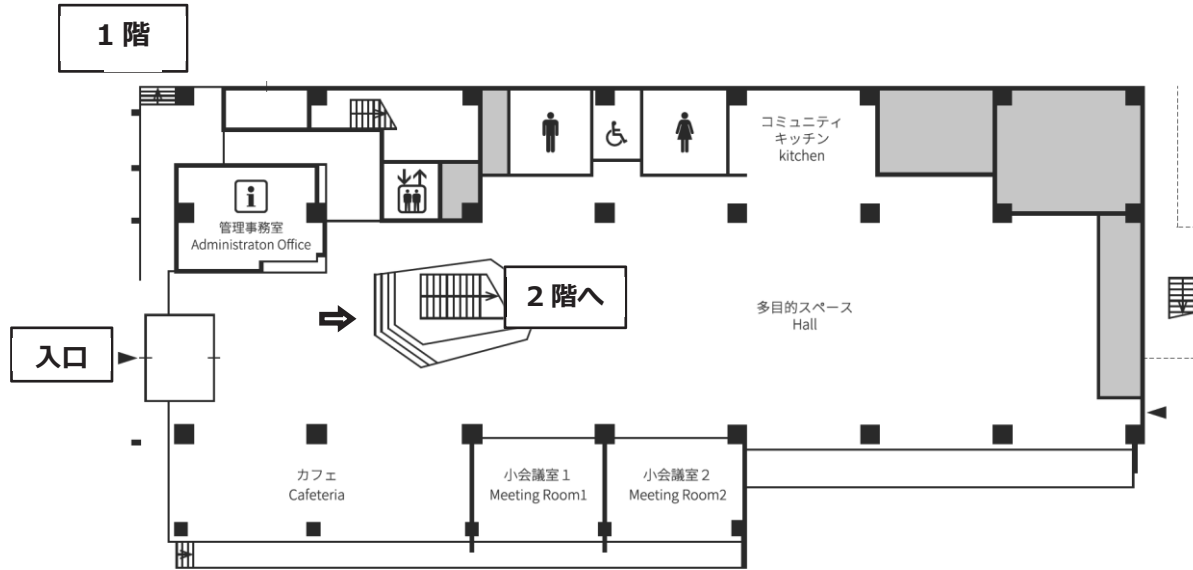 1階
コミュニティ
キッチン
kitchen
i
管理事務室
Administraton Office
2階へ
多目的スペース
Hall
入口
カフェ
Cafeteria
小会議室1
Meeting Room1
小会議室2
Meeting Room2